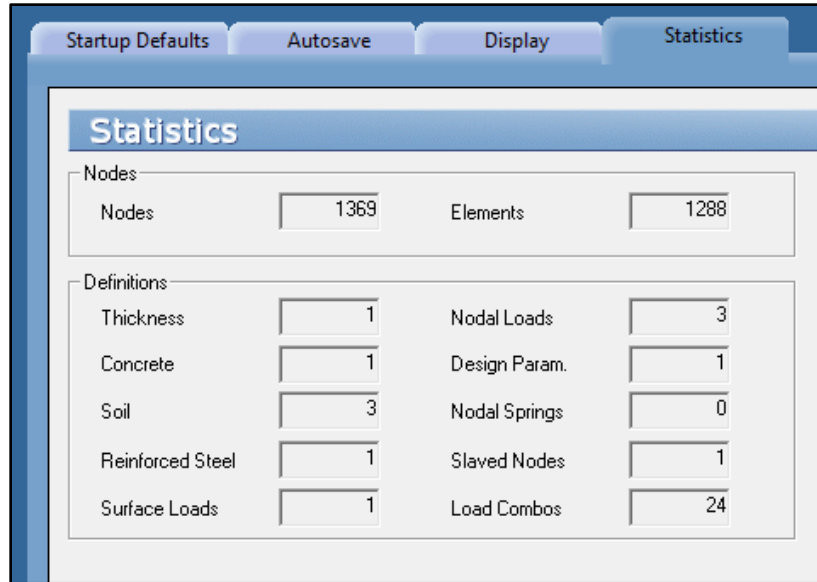 Startup Defaults Autosave Display Statistics
Statistics
Nodes
Nodes 1369 Elements 1288
Definitions
Thickness 1 Nodal Loads 3
Concrete 1 Design Param. 1
Soil 3 Nodal Springs 0
Reinforced Steel 1 Slaved Nodes 1
Surface Loads 1 Load Combos 24